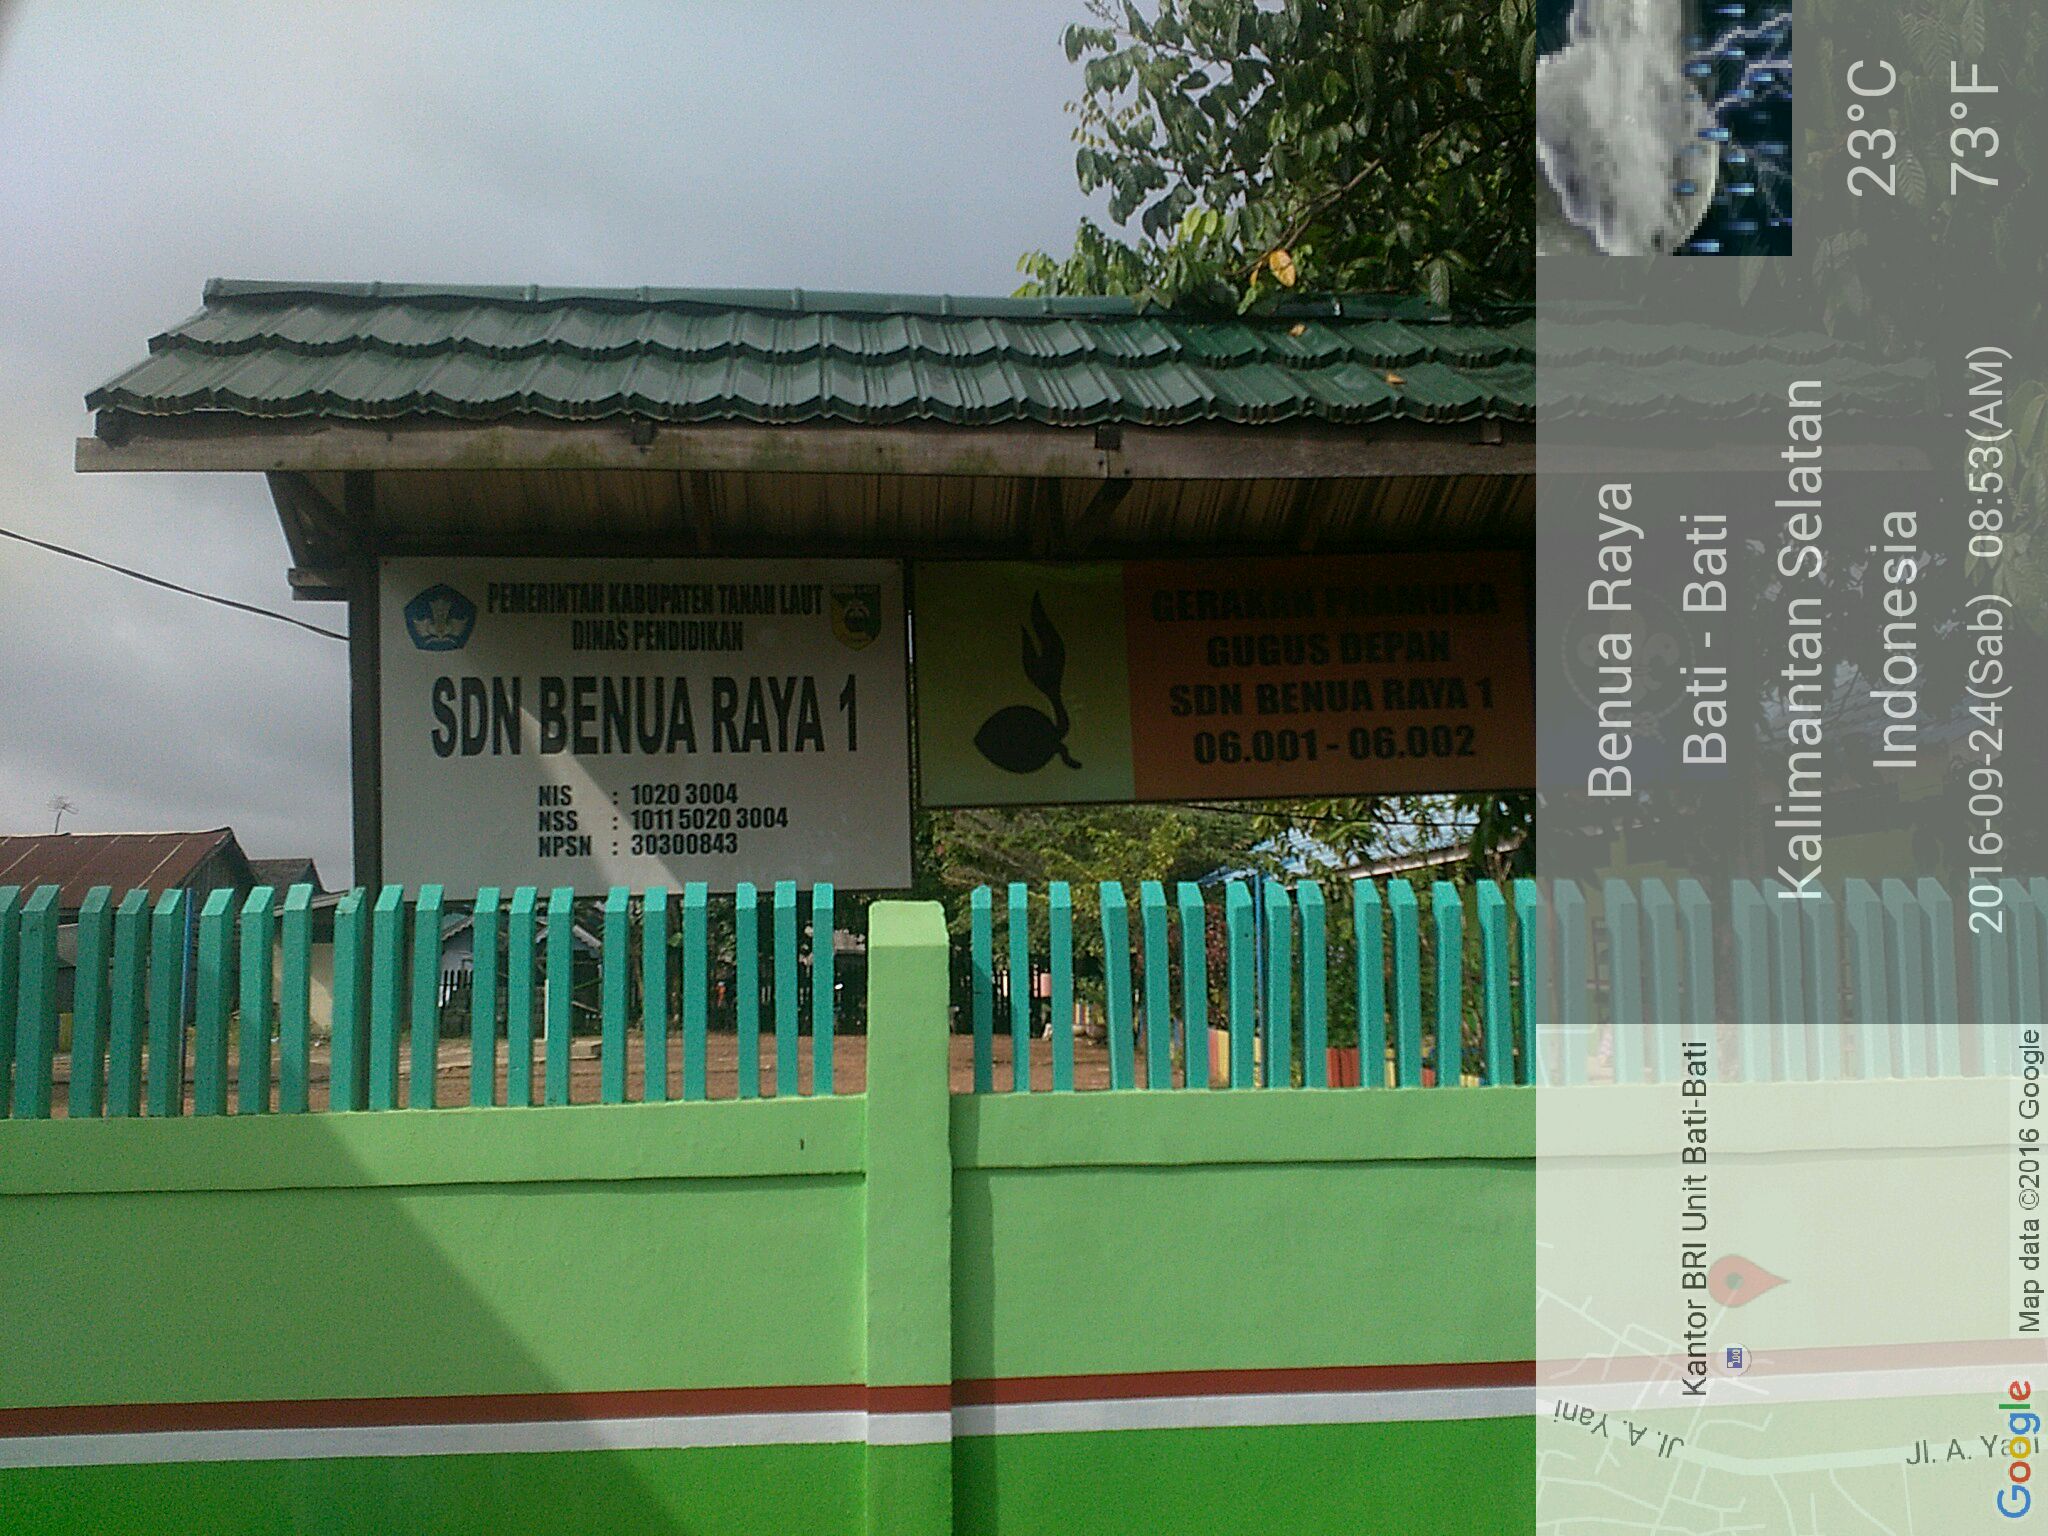 PEMERINTAH KABUPATEN TANAH LAUT
DINAS PENDIDIKAN
SDN BENUA RAYA 1
NIS : 1020 3004
NSS : 1011 5020 3004
NPSN : 30300843
GERAKAN PRAMUKA
GUGUS DEPAN
SDN BENUA RAYA 1
06.001 - 06.002
23°C
73°F
Benua Raya
Bati - Bati
Kalimantan Selatan
Indonesia
2016-09-24(Sab) 08:53(AM)
Kantor BRI Unit Bati-Bati
Jl. A. Yani
Jl. A. Yani
Google
Map data ©2016 Google